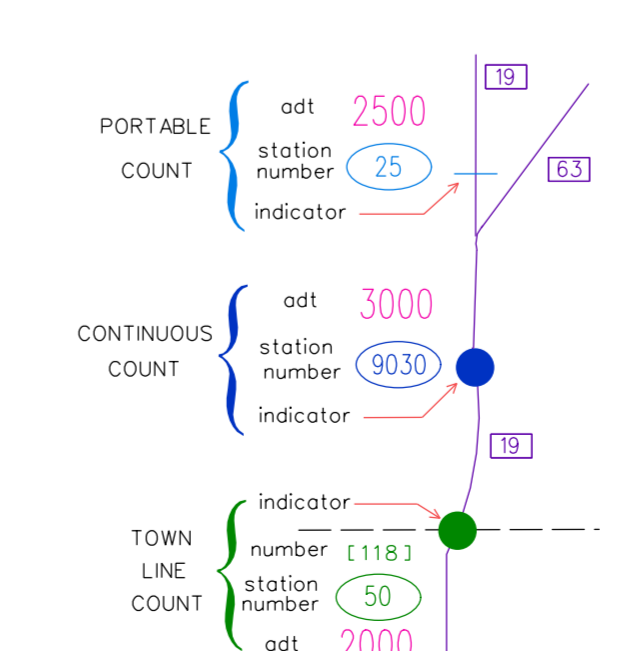 19
adt 2500
PORTABLE
COUNT
station
number 25
63
indicator
adt 3000
CONTINUOUS
COUNT
station
number 9030
indicator
19
indicator
TOWN
LINE
COUNT
number [118]
station
number 50
adt 2000